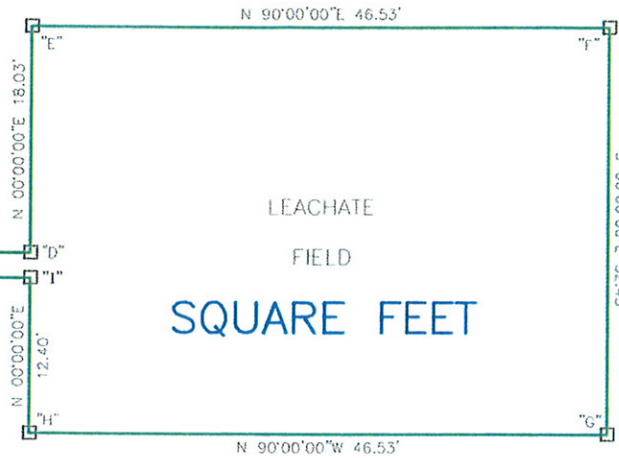 N 90°00'00"E 46.53'
"E"
"F"
N 00°00'00"E 18.03'
LEACHATE
"D"
FIELD
"I"
SQUARE FEET
N 00°00'00"E
12.40'
"H"
"G"
N 90°00'00"W 46.53'